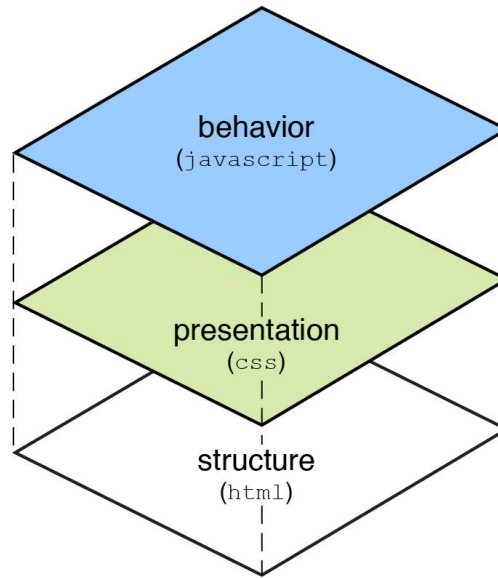 behavior
(javascript)
presentation
(css)
structure
(html)